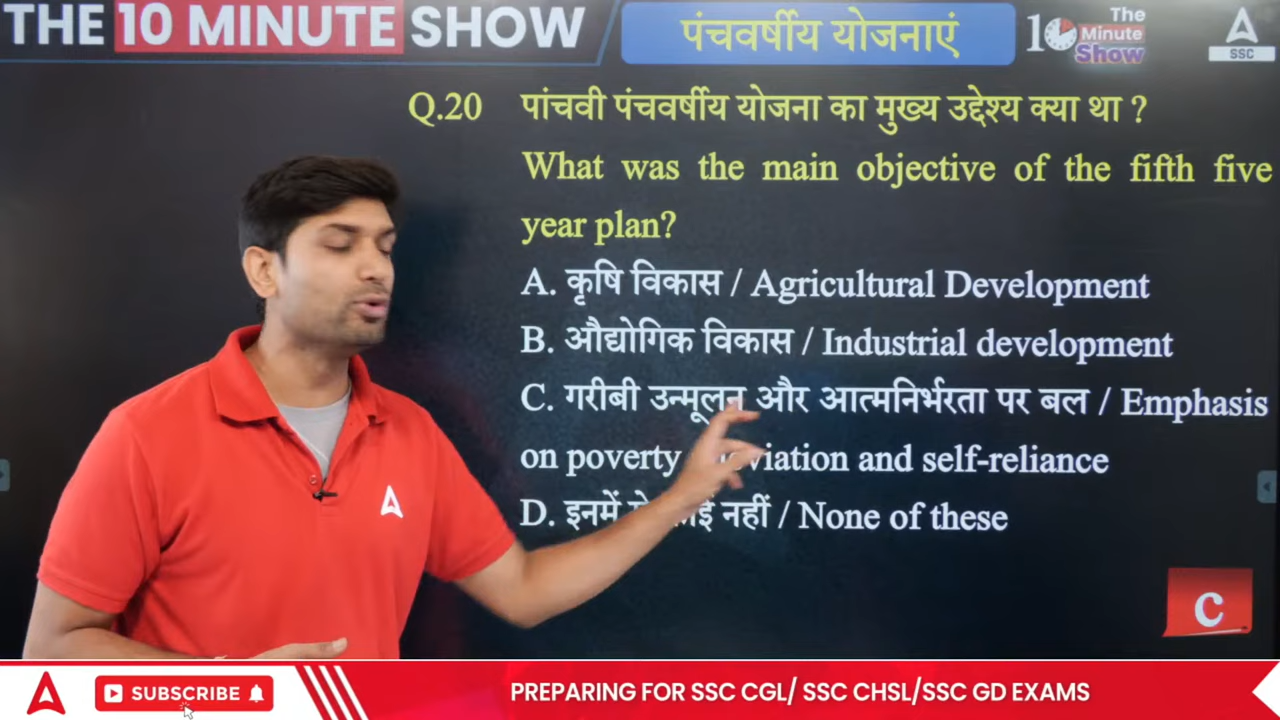 THE 10 MINUTE SHOW
पंचवर्षीय योजनाएं
10 The Minute Show
SSC
Q.20 पांचवी पंचवर्षीय योजना का मुख्य उद्देश्य क्या था ?
What was the main objective of the fifth five
year plan?
A. कृषि विकास / Agricultural Development
B. औद्योगिक विकास / Industrial development
C. गरीबी उन्मूलन और आत्मनिर्भरता पर बल / Emphasis
on poverty and self-reliance
D. इनमें नहीं / None of these
C
SUBSCRIBE
PREPARING FOR SSC CGL/ SSC CHSL/SSC GD EXAMS